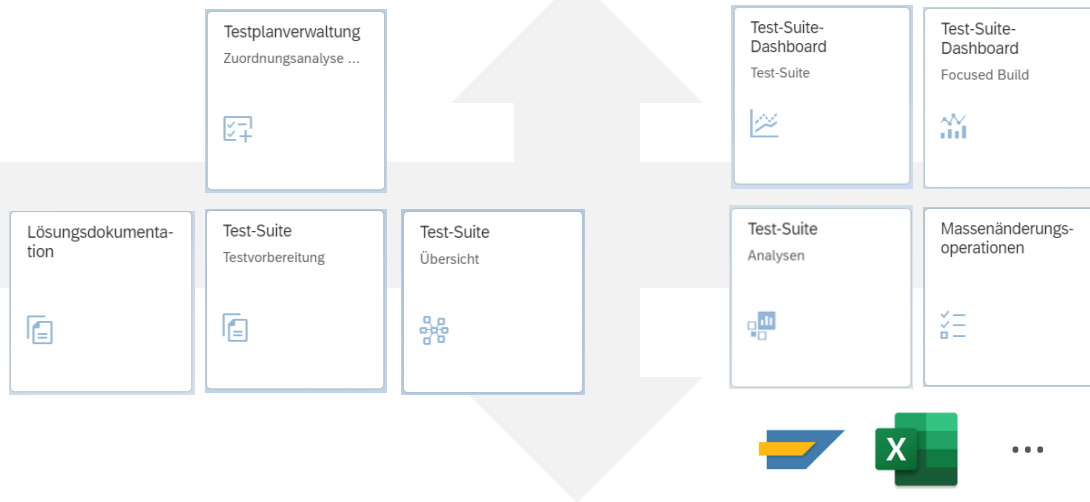 Testplanverwaltung
Zuordnungsanalyse ...
Test-Suite-
Dashboard
Test-Suite
Test-Suite-
Dashboard
Focused Build
Lösungsdokumenta-
tion
Test-Suite
Testvorbereitung
Test-Suite
Übersicht
Test-Suite
Analysen
Massenänderungs-
operationen
X
...